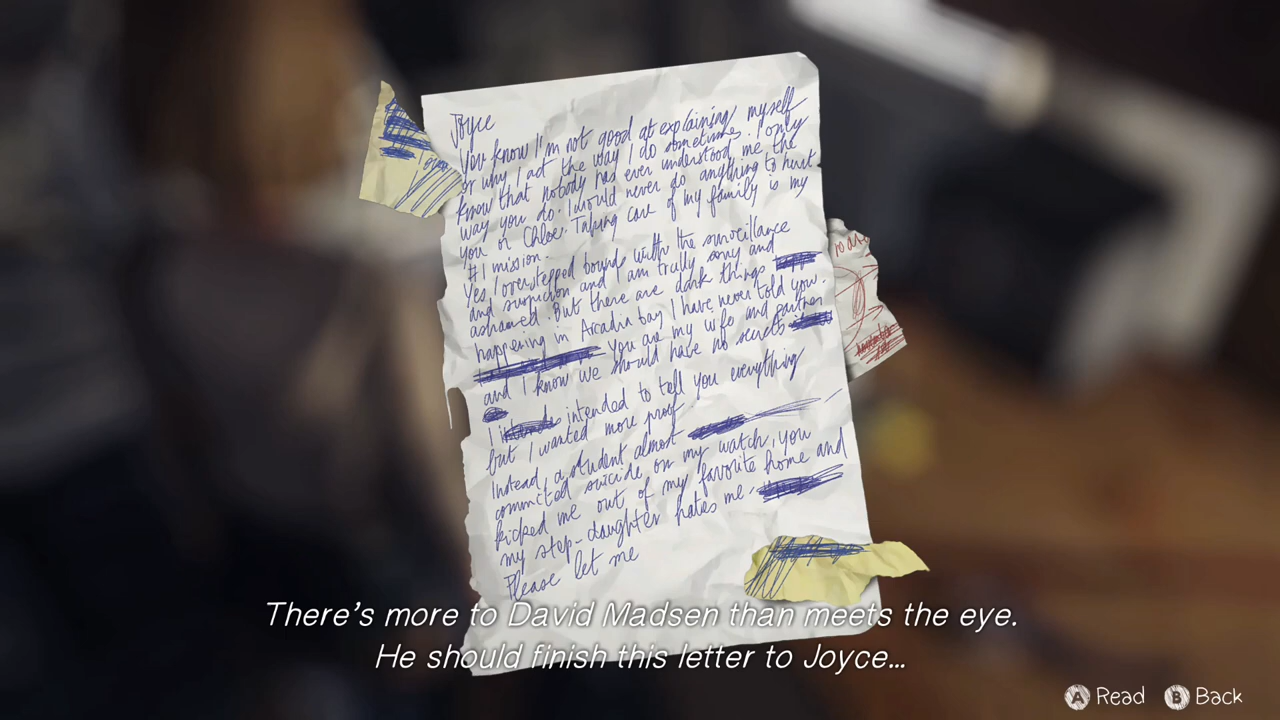 Joyce
You know I'm not good at explaining myself
or why I act the way I do sometimes. I only
know that nobody has ever understood me the
way you do. I would never do anything to hurt
you or Chloe. Taking care of my family is my
#1 mission.
Yes I overstepped bounds with the surveillance
and suspicion and I am trully sorry and
ashamed. But there are dark things
happening in Arcadia bay I have never told you.
You are my wife and partner
and I know we should have no secrets
I intended to tell you everything
but I wanted more proof
Instead, a student almost
committed suicide on my watch, you
kicked me out of my favorite home and
my step-daughter hates me.
Please let me
There's more to David Madsen than meets the eye.
He should finish this letter to Joyce...
A Read B Back